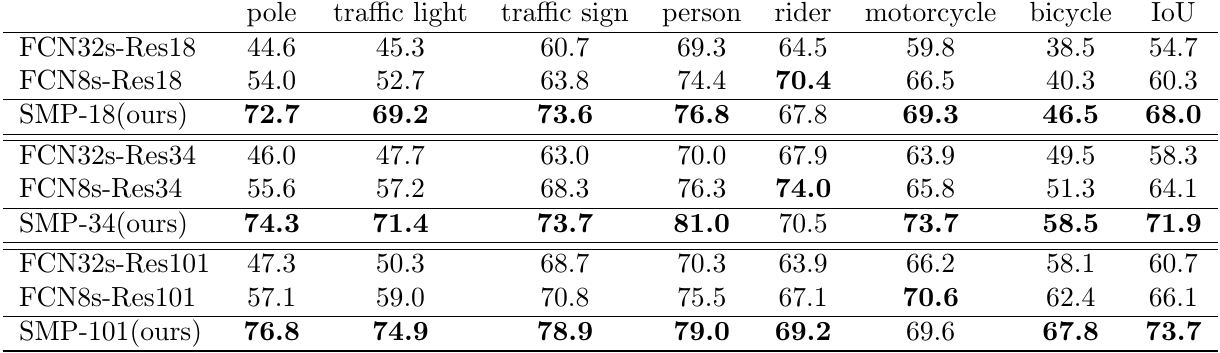 pole traffic light traffic sign person rider motorcycle bicycle IoU
FCN32s-Res18 44.6 45.3 60.7 69.3 64.5 59.8 38.5 54.7
FCN8s-Res18 54.0 52.7 63.8 74.4 70.4 66.5 40.3 60.3
SMP-18(ours) 72.7 69.2 73.6 76.8 67.8 69.3 46.5 68.0
FCN32s-Res34 46.0 47.7 63.0 70.0 67.9 63.9 49.5 58.3
FCN8s-Res34 55.6 57.2 68.3 76.3 74.0 65.8 51.3 64.1
SMP-34(ours) 74.3 71.4 73.7 81.0 70.5 73.7 58.5 71.9
FCN32s-Res101 47.3 50.3 68.7 70.3 63.9 66.2 58.1 60.7
FCN8s-Res101 57.1 59.0 70.8 75.5 67.1 70.6 62.4 66.1
SMP-101(ours) 76.8 74.9 78.9 79.0 69.2 69.6 67.8 73.7